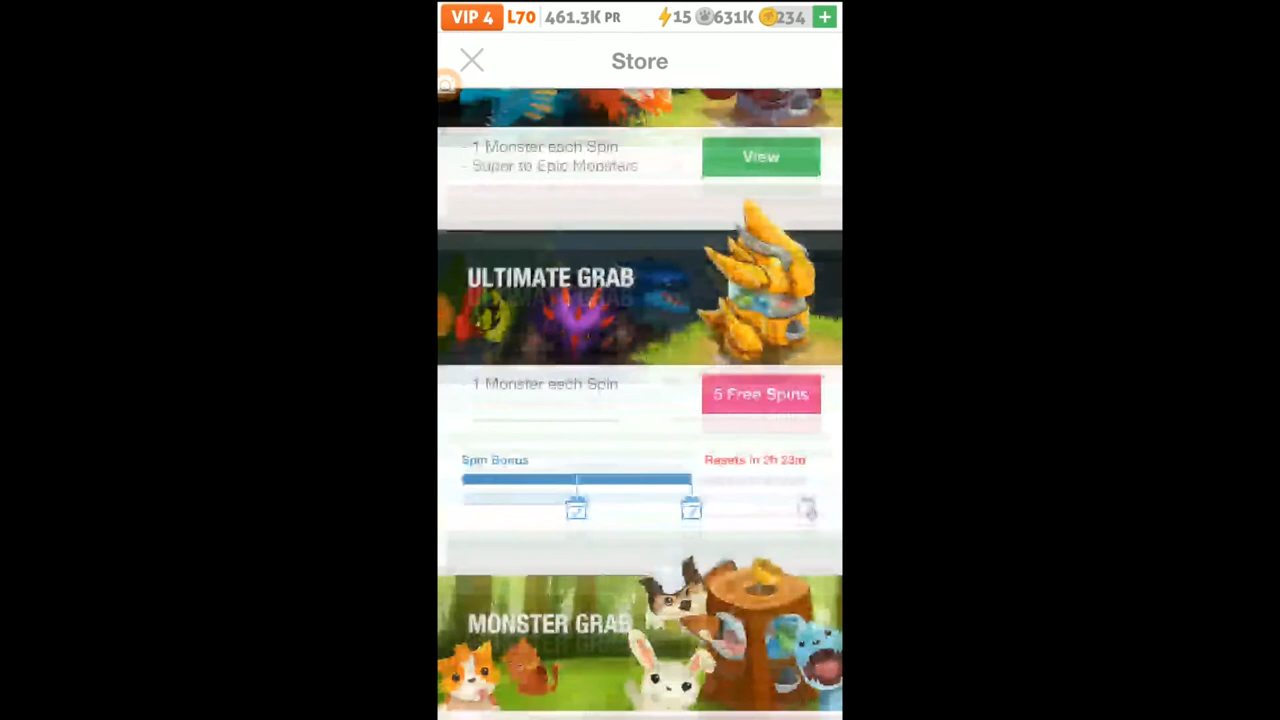 VIP 4 L70 461.3K PR 15 631K 234 +
Store
- 1 Monster each Spin
- Super to Epic Monsters
View
ULTIMATE GRAB
- 1 Monster each Spin
5 Free Spins
Spin Bonus
Resets in 2h 23m
MONSTER GRAB